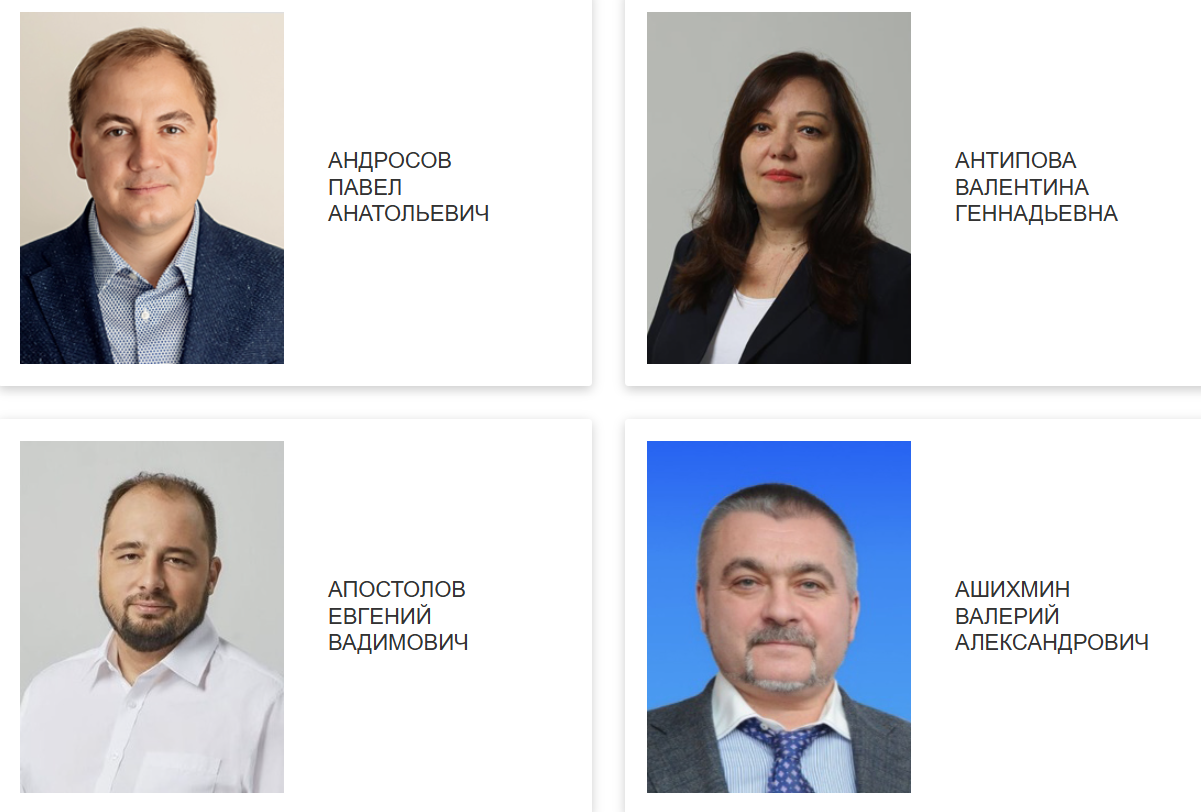 АНДРОСОВ
ПАВЕЛ
АНАТОЛЬЕВИЧ
АНТИПОВА
ВАЛЕНТИНА
ГЕННАДЬЕВНА
АПОСТОЛОВ
ЕВГЕНИЙ
ВАДИМОВИЧ
АШИХМИН
ВАЛЕРИЙ
АЛЕКСАНДРОВИЧ